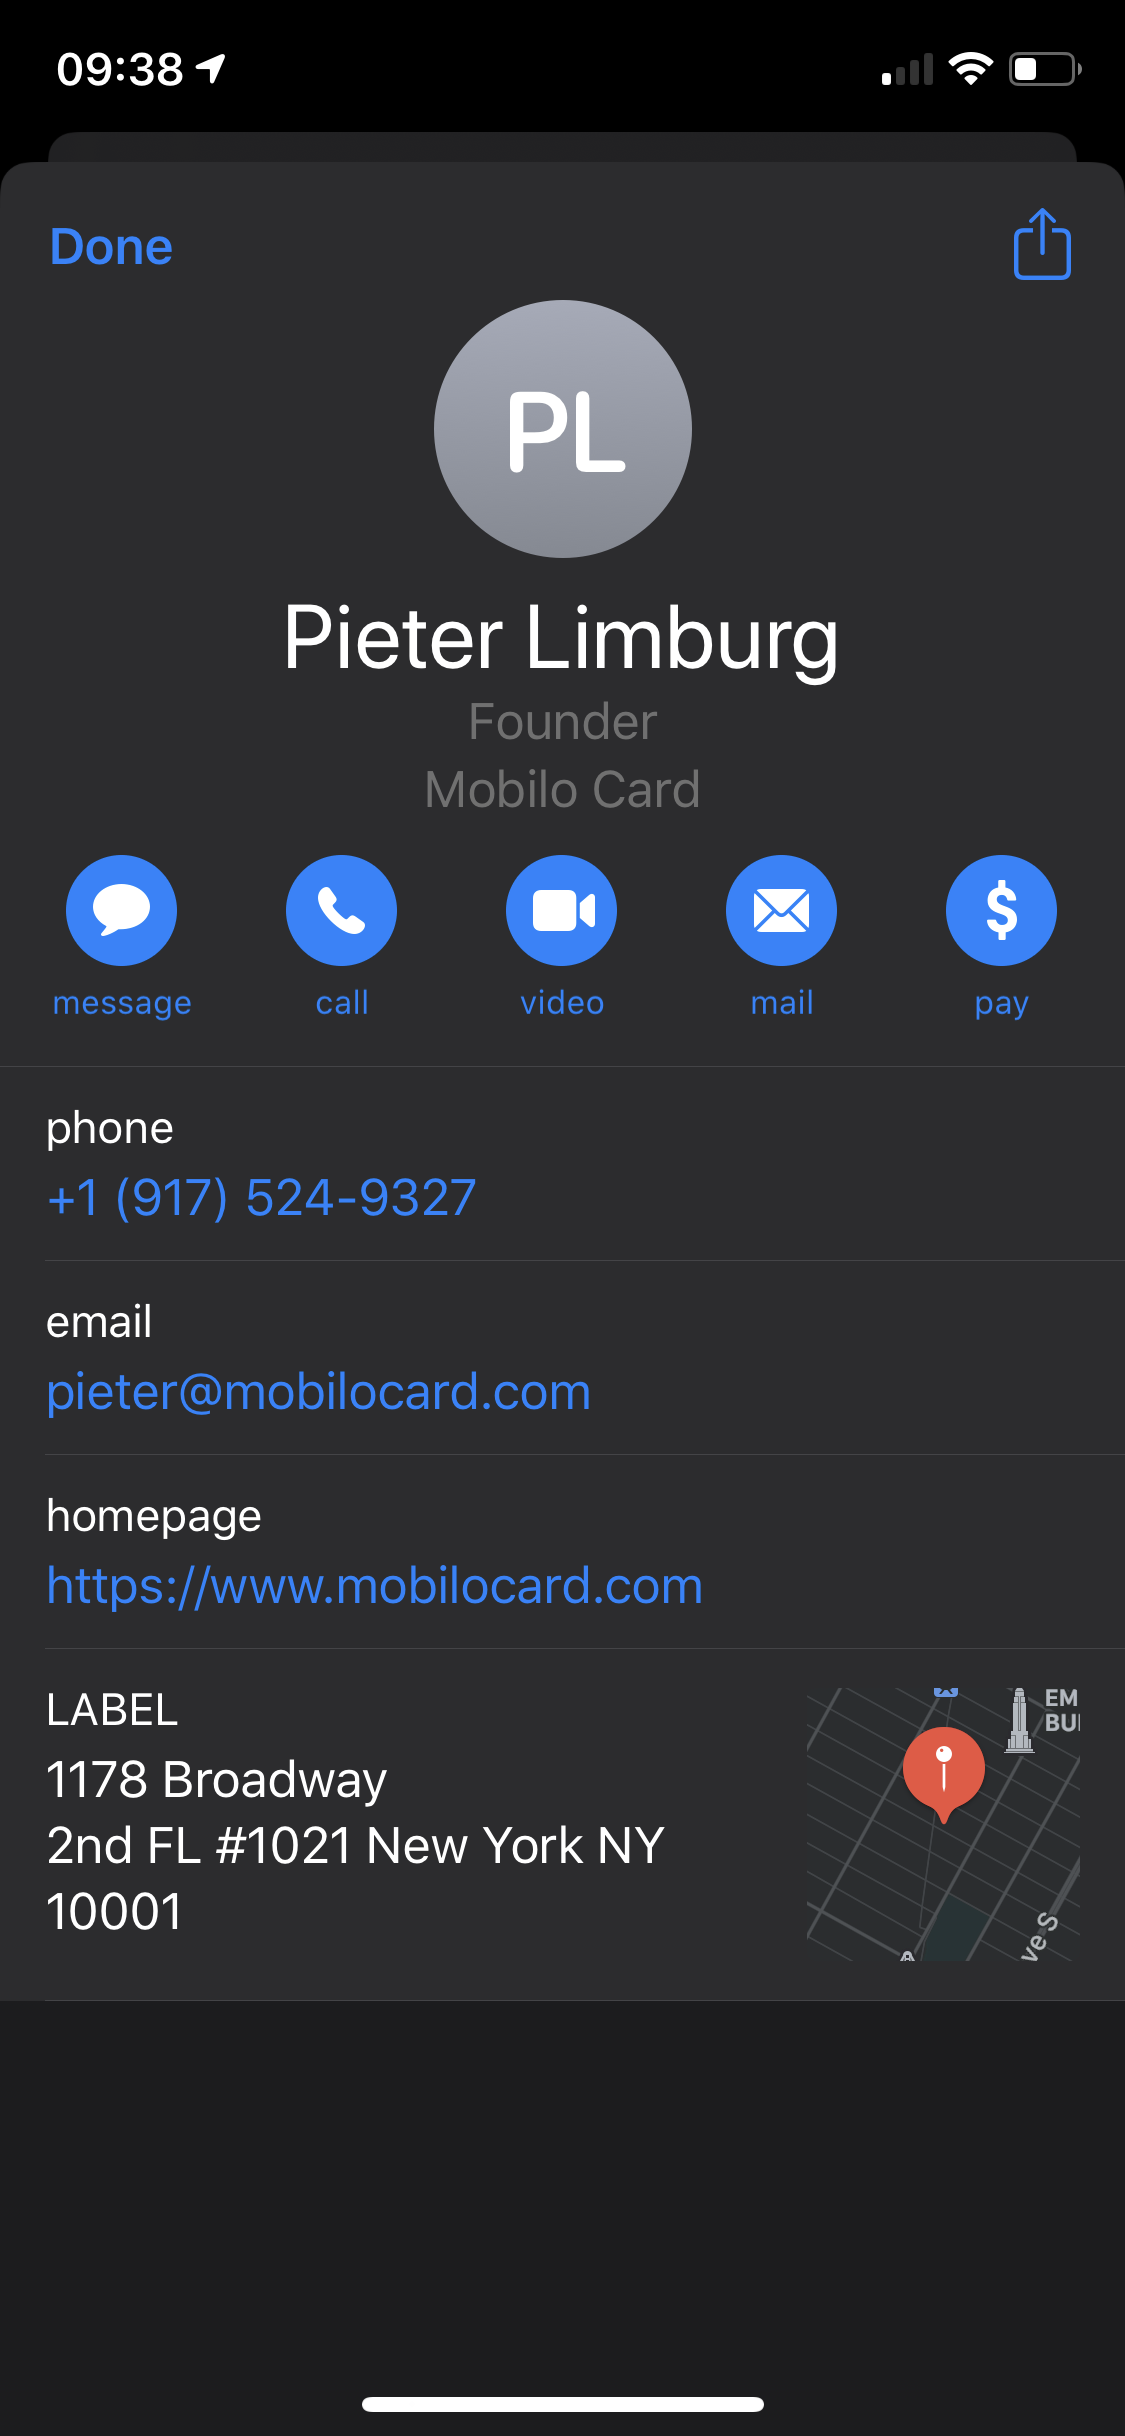 09:38
Done
PL
Pieter Limburg
Founder
Mobilo Card
message
call
video
mail
pay
phone
+1 (917) 524-9327
email
pieter@mobilocard.com
homepage
https://www.mobilocard.com
LABEL
1178 Broadway
2nd FL #1021 New York NY
10001
EM
BUI
ve S